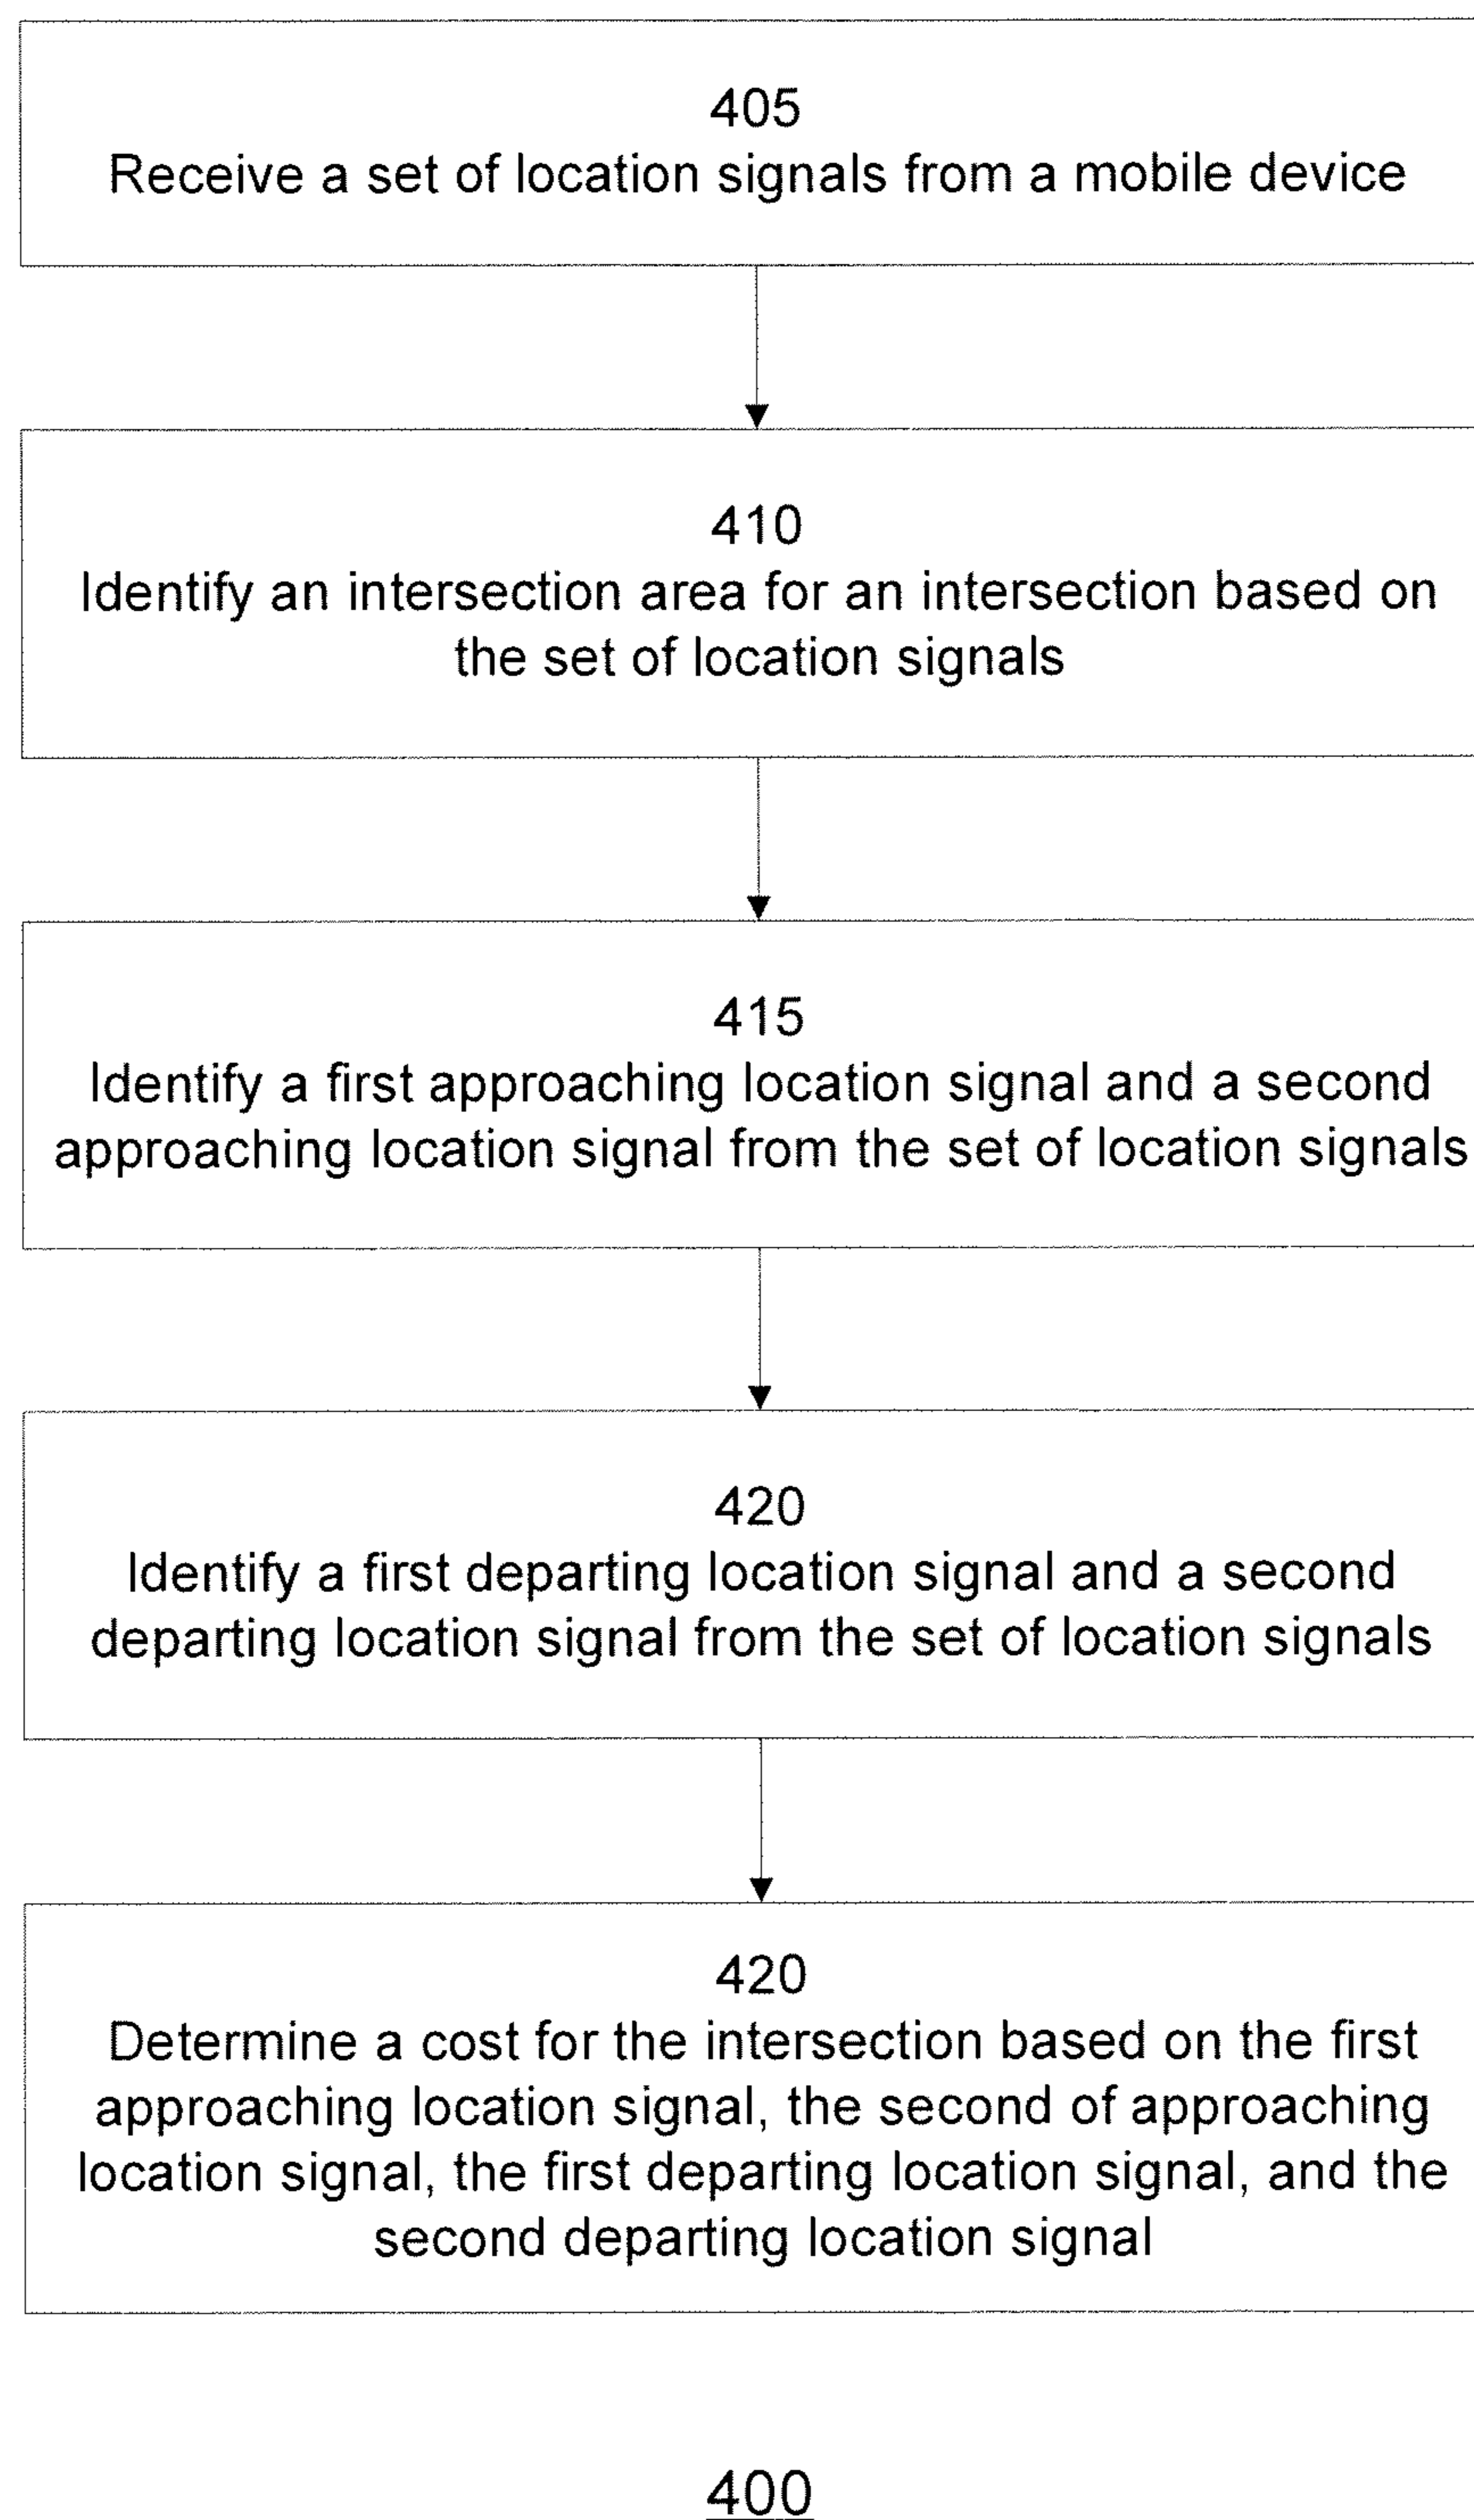 405
Receive a set of location signals from a mobile device
410
Identify an intersection area for an intersection based on
the set of location signals
415
Identify a first approaching location signal and a second
approaching location signal from the set of location signals
420
Identify a first departing location signal and a second
departing location signal from the set of location signals
420
Determine a cost for the intersection based on the first
approaching location signal, the second of approaching
location signal, the first departing location signal, and the
second departing location signal
400